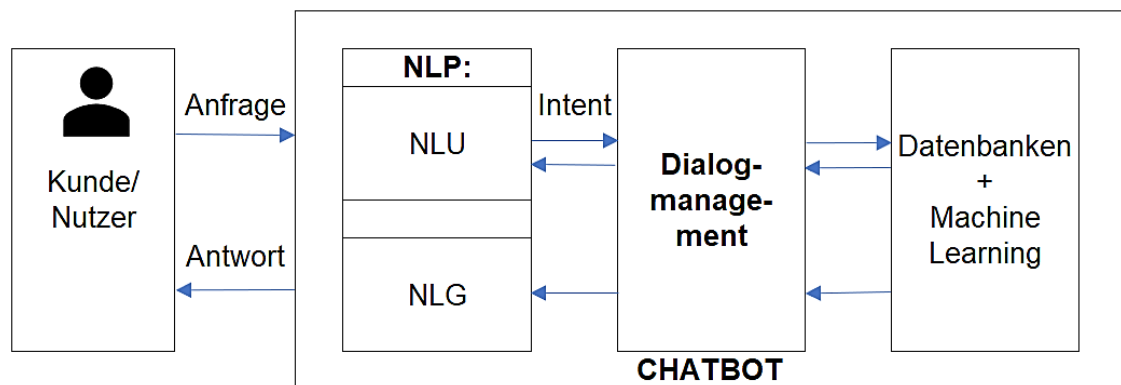 Kunde/
Nutzer
Anfrage
Antwort
NLP:
NLU
NLG
Intent
Dialog-
manage-
ment
Datenbanken
+
Machine
Learning
CHATBOT